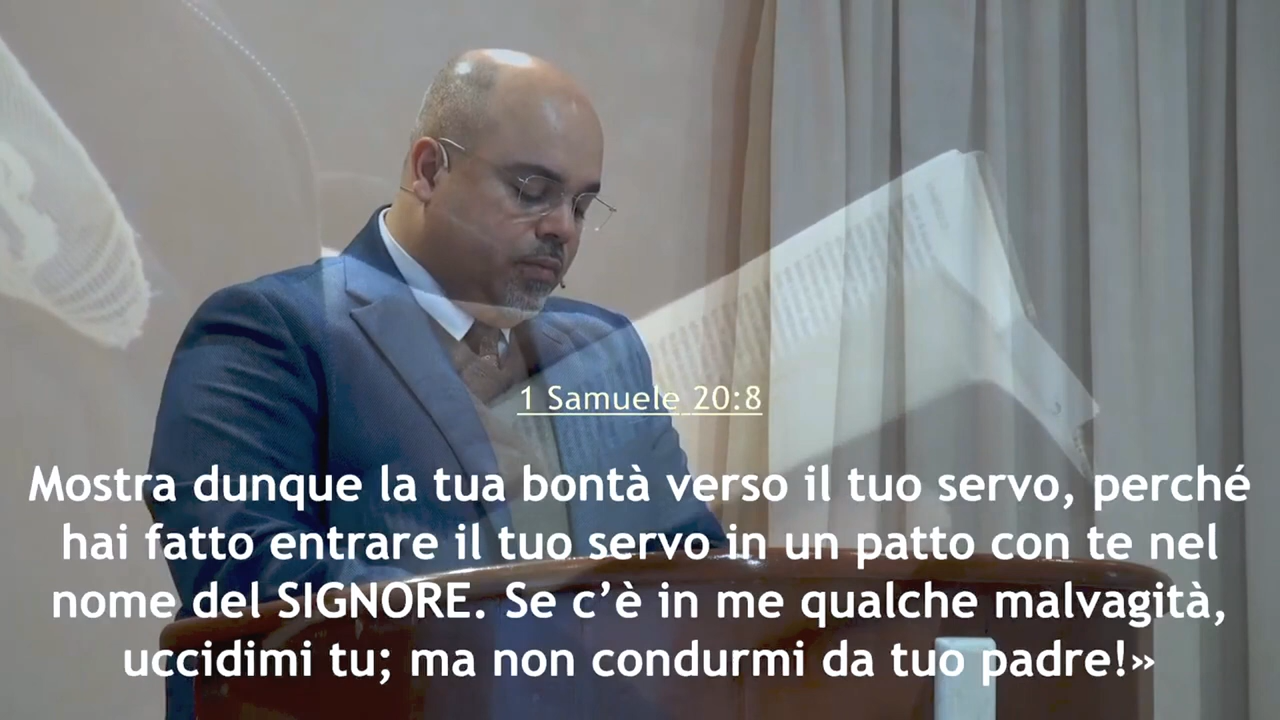 1 Samuele 20:8
Mostra dunque la tua bontà verso il tuo servo, perché
hai fatto entrare il tuo servo in un patto con te nel
nome del SIGNORE. Se c’è in me qualche malvagità,
uccidimi tu; ma non condurmi da tuo padre!»